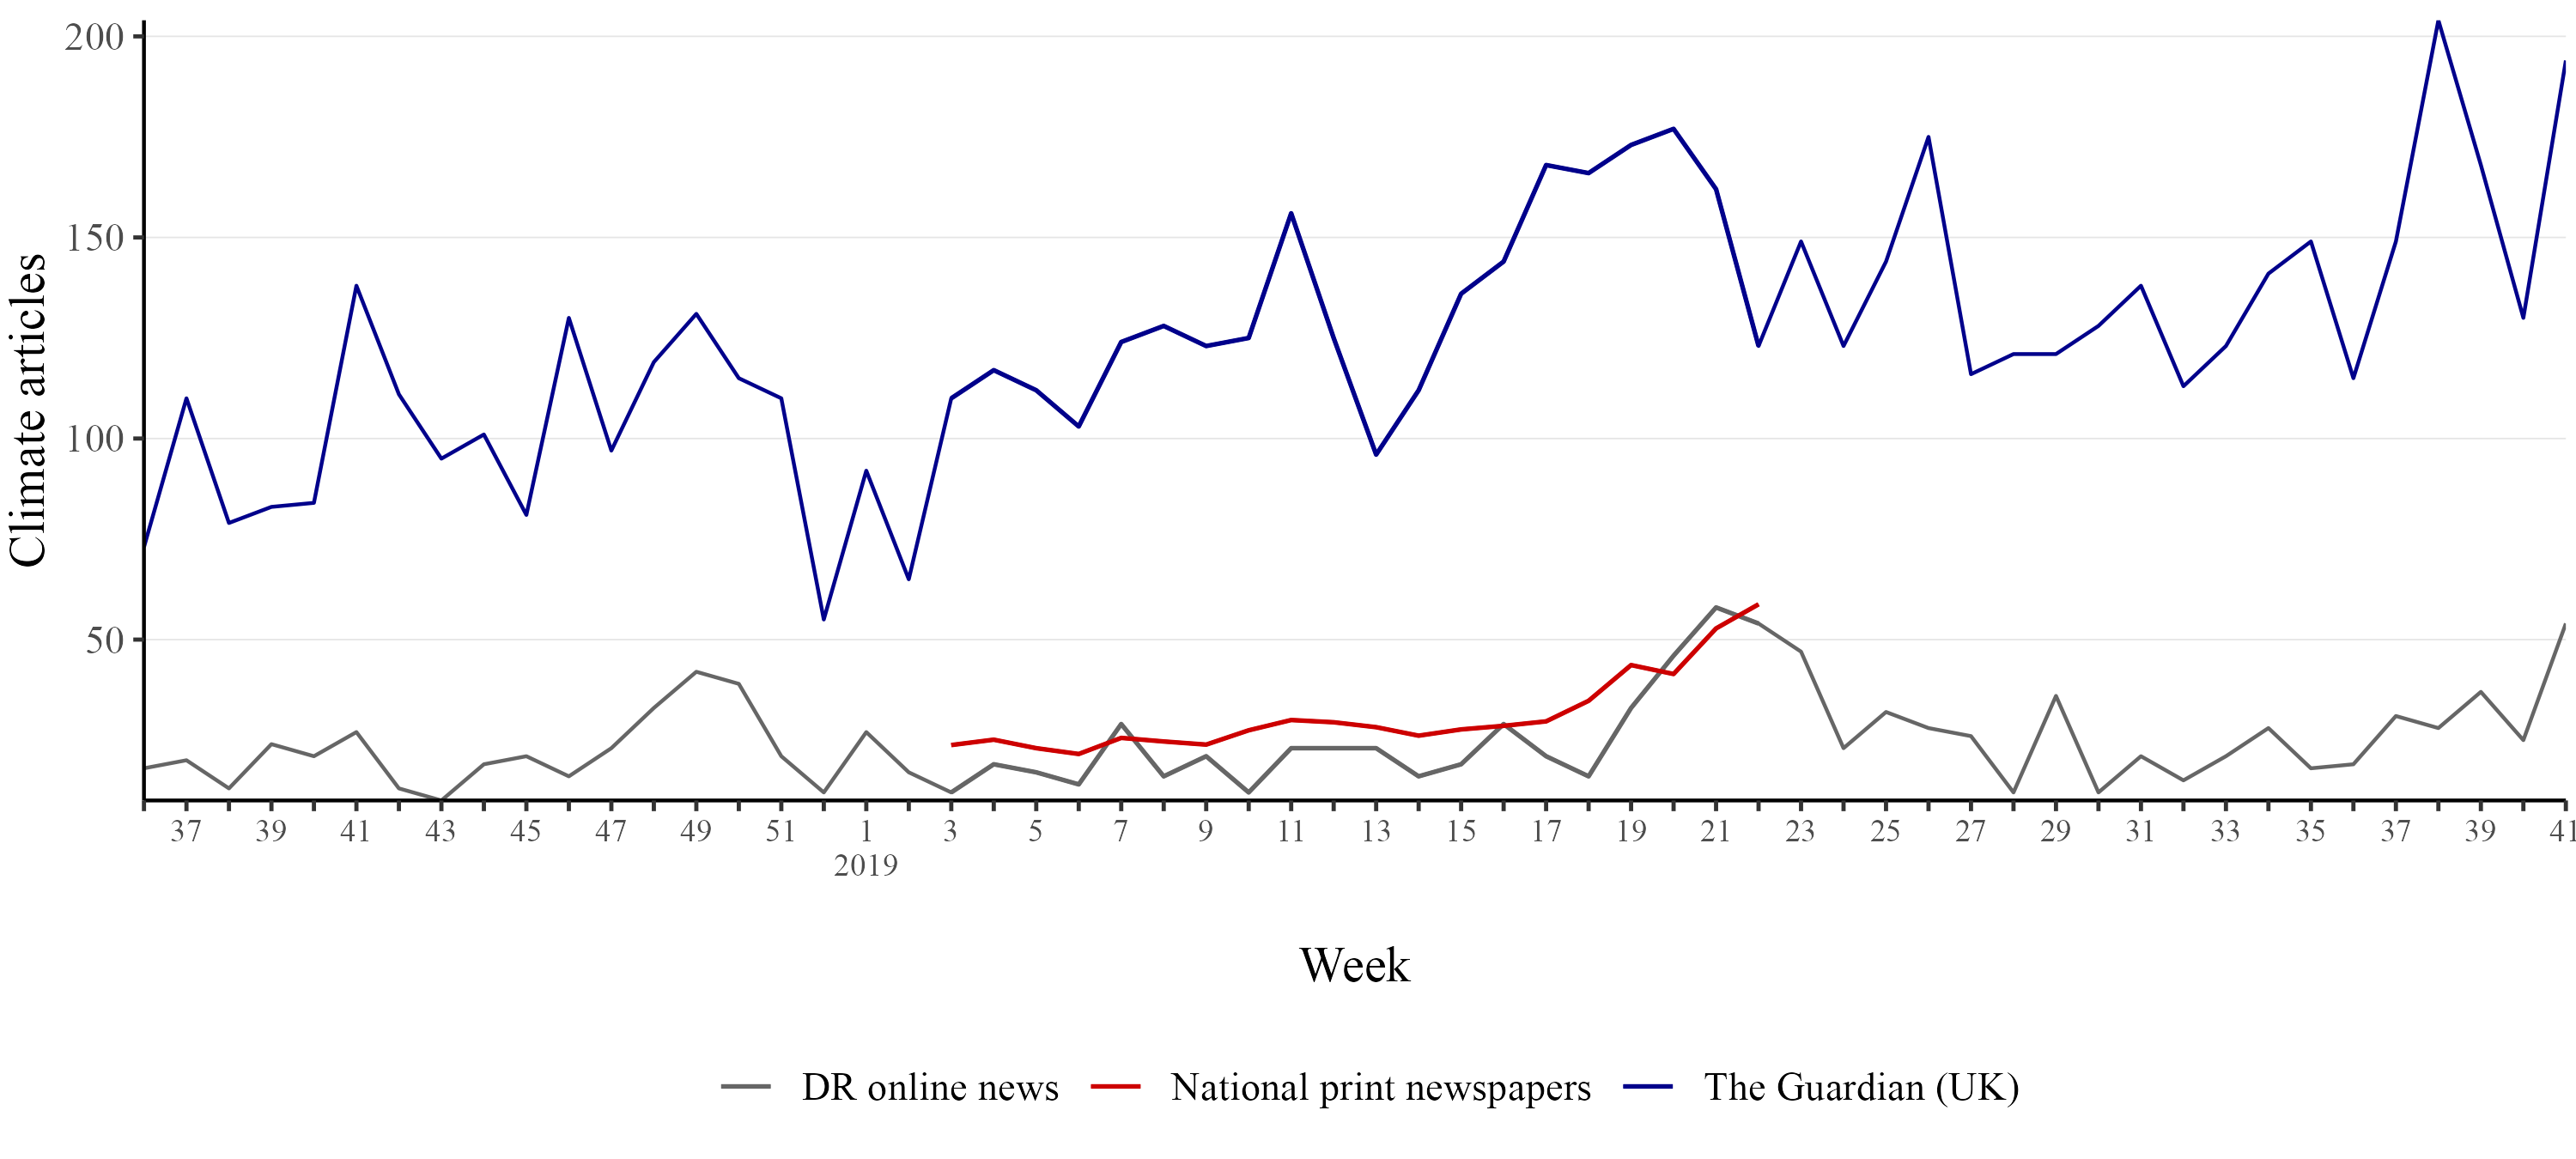 Climate articles
200
150
100
50
37 39 41 43 45 47 49 51 1 3 5 7 9 11 13 15 17 19 21 23 25 27 29 31 33 35 37 39 41
2019
Week
DR online news National print newspapers The Guardian (UK)